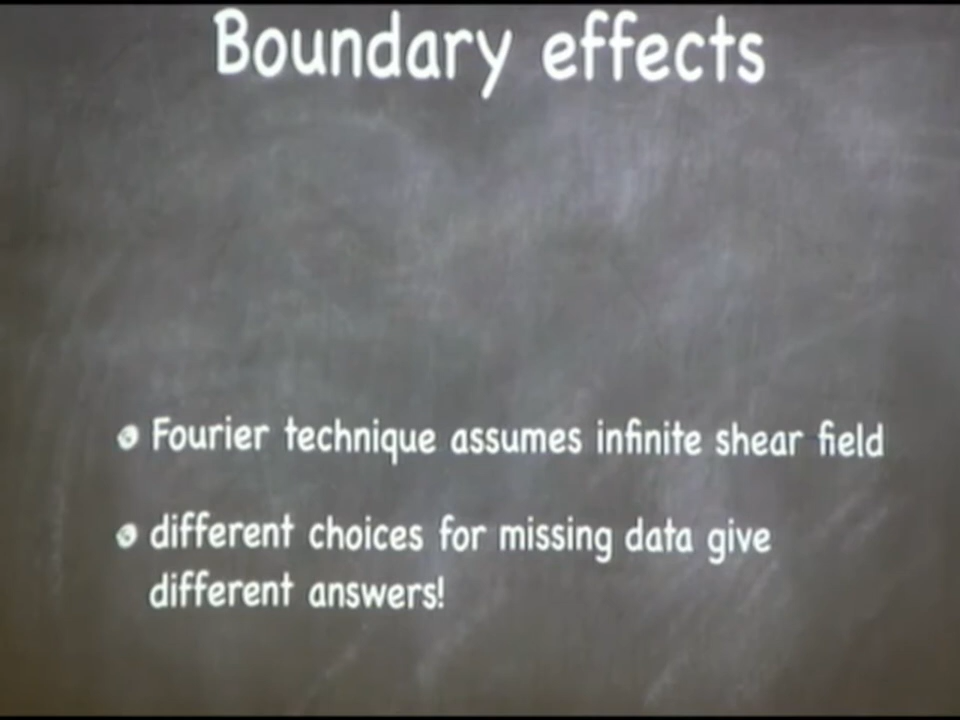 Boundary effects
Fourier technique assumes infinite shear field
different choices for missing data give
different answers!